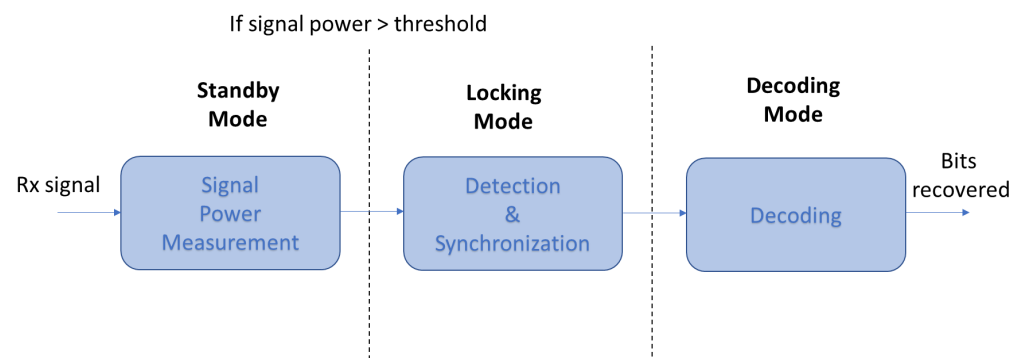 If signal power > threshold
Standby
Mode
Locking
Mode
Decoding
Mode
Rx signal
Signal
Power
Measurement
Detection
&
Synchronization
Decoding
Bits
recovered